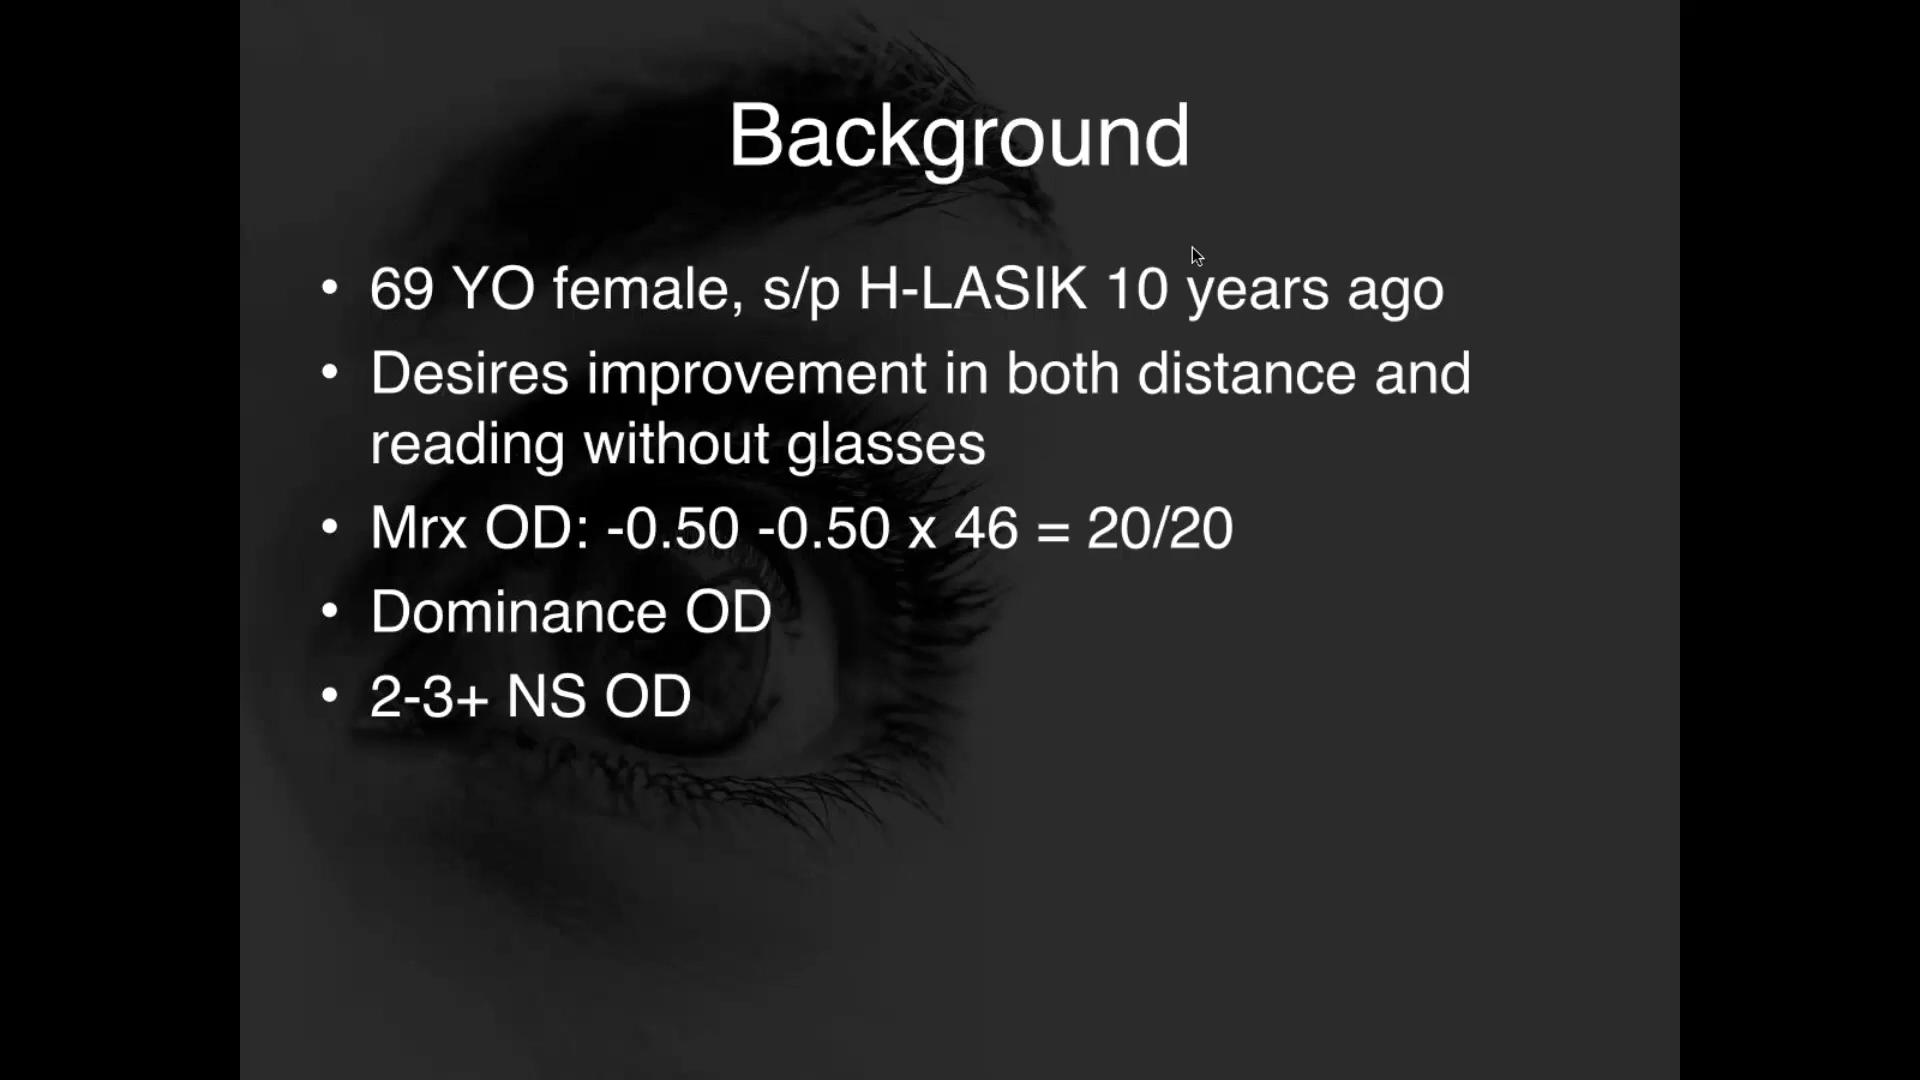 Background
• 69 YO female, s/p H-LASIK 10 years ago
• Desires improvement in both distance and
reading without glasses
• Mrx OD: -0.50 -0.50 x 46 = 20/20
• Dominance OD
• 2-3+ NS OD